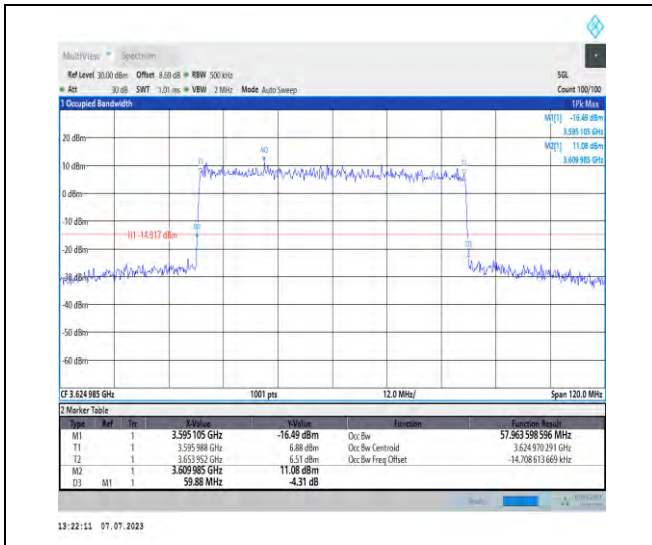 MultiView Spectrum
Ref Level 30.00 dBm Offset 8.69 dB RBW 500 kHz SGL
Att 30 dB SWT 1.01 ms VBW 2 MHz Mode Auto Sweep Count 100/100
1 Occupied Bandwidth 1Pk Max
M1[1] -16.49 dBm
3.595 105 GHz
M2[1] 11.08 dBm
3.609 985 GHz
20 dBm
M2
T1 T2
10 dBm
0 dBm
-10 dBm
H1 -14.917 dBm
M1
-20 dBm
D3
-30 dBm
-40 dBm
-50 dBm
-60 dBm
CF 3.624 985 GHz 1001 pts 12.0 MHz/ Span 120.0 MHz
2 Marker Table
Type Ref Trc X-Value Y-Value Function Function Result
M1 1 3.595 105 GHz -16.49 dBm Occ Bw 57.963 598 596 MHz
T1 1 3.595 988 GHz 6.88 dBm Occ Bw Centroid 3.624 970 291 GHz
T2 1 3.653 952 GHz 6.51 dBm Occ Bw Freq Offset -14.708 613 669 kHz
M2 1 3.609 985 GHz 11.08 dBm
D3 M1 1 59.88 MHz -4.31 dB
13:22:11 07.07.2023